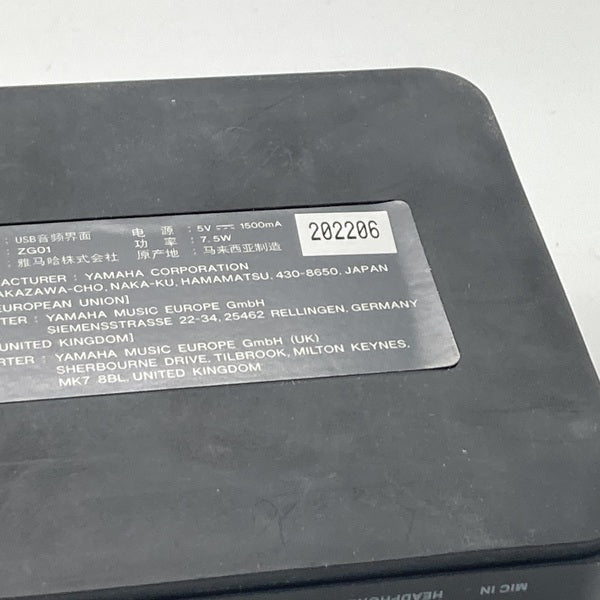 : USB音频界面 电 源 : 5V ⎓ 1500mA
: ZG01 功 率 : 7.5W
: 雅马哈株式会社 原产地 : 马来西亚制造
202206
ACTURER : YAMAHA CORPORATION
AKAZAWA-CHO, NAKA-KU, HAMAMATSU, 430-8650, JAPAN
EUROPEAN UNION]
RTER : YAMAHA MUSIC EUROPE GmbH
SIEMENSSTRASSE 22-34, 25462 RELLINGEN, GERMANY
UNITED KINGDOM]
RTER : YAMAHA MUSIC EUROPE GmbH (UK)
SHERBOURNE DRIVE, TILBROOK, MILTON KEYNES,
MK7 8BL, UNITED KINGDOM
MIC IN
HEADPHONE